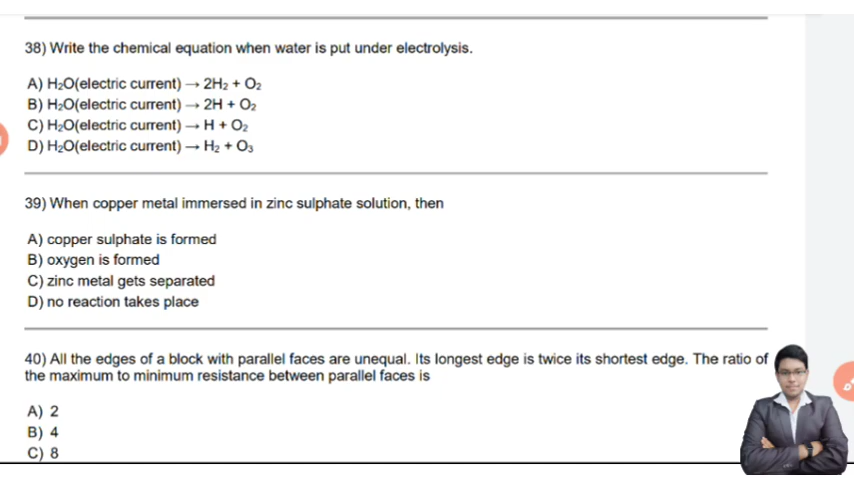 38) Write the chemical equation when water is put under electrolysis.
A) H₂O(electric current) → 2H₂ + O₂
B) H₂O(electric current) → 2H + O₂
C) H₂O(electric current) → H + O₂
D) H₂O(electric current) → H₂ + O₃
39) When copper metal immersed in zinc sulphate solution, then
A) copper sulphate is formed
B) oxygen is formed
C) zinc metal gets separated
D) no reaction takes place
40) All the edges of a block with parallel faces are unequal. Its longest edge is twice its shortest edge. The ratio of
the maximum to minimum resistance between parallel faces is
A) 2
B) 4
C) 8